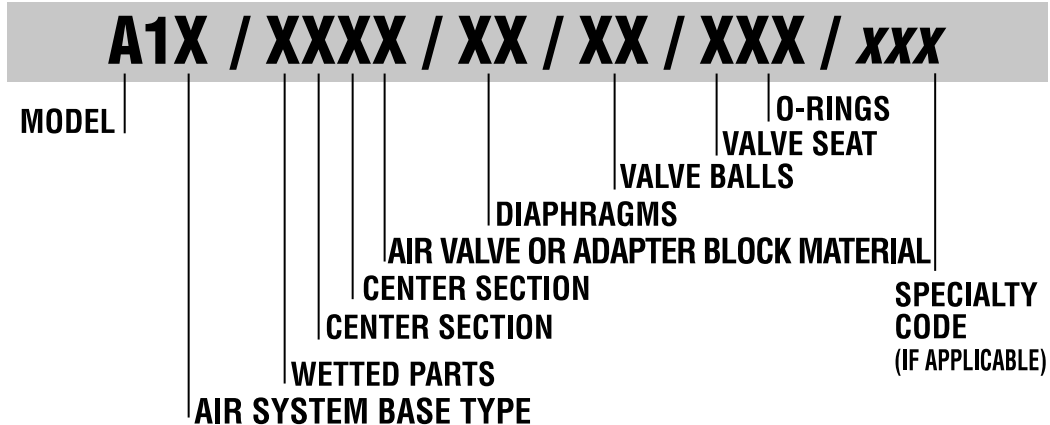 A1X / XXXX / XX / XX / XXX / xxx
MODEL
O-RINGS
VALVE SEAT
VALVE BALLS
DIAPHRAGMS
AIR VALVE OR ADAPTER BLOCK MATERIAL
CENTER SECTION
CENTER SECTION
WETTED PARTS
AIR SYSTEM BASE TYPE
SPECIALTY
CODE
(IF APPLICABLE)